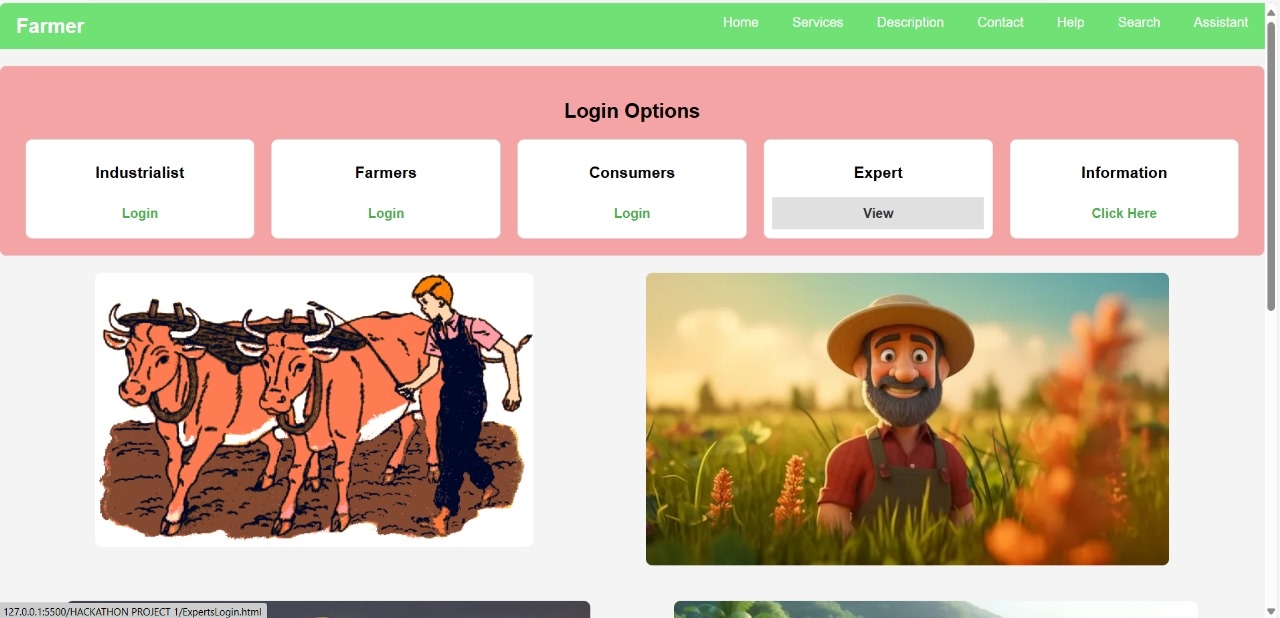 Farmer
Home Services Description Contact Help Search Assistant
Login Options
Industrialist Farmers Consumers Expert Information
Login Login Login View Click Here
127.0.0.1:5500/HACKATHON PROJECT 1/ExpertsLogin.html